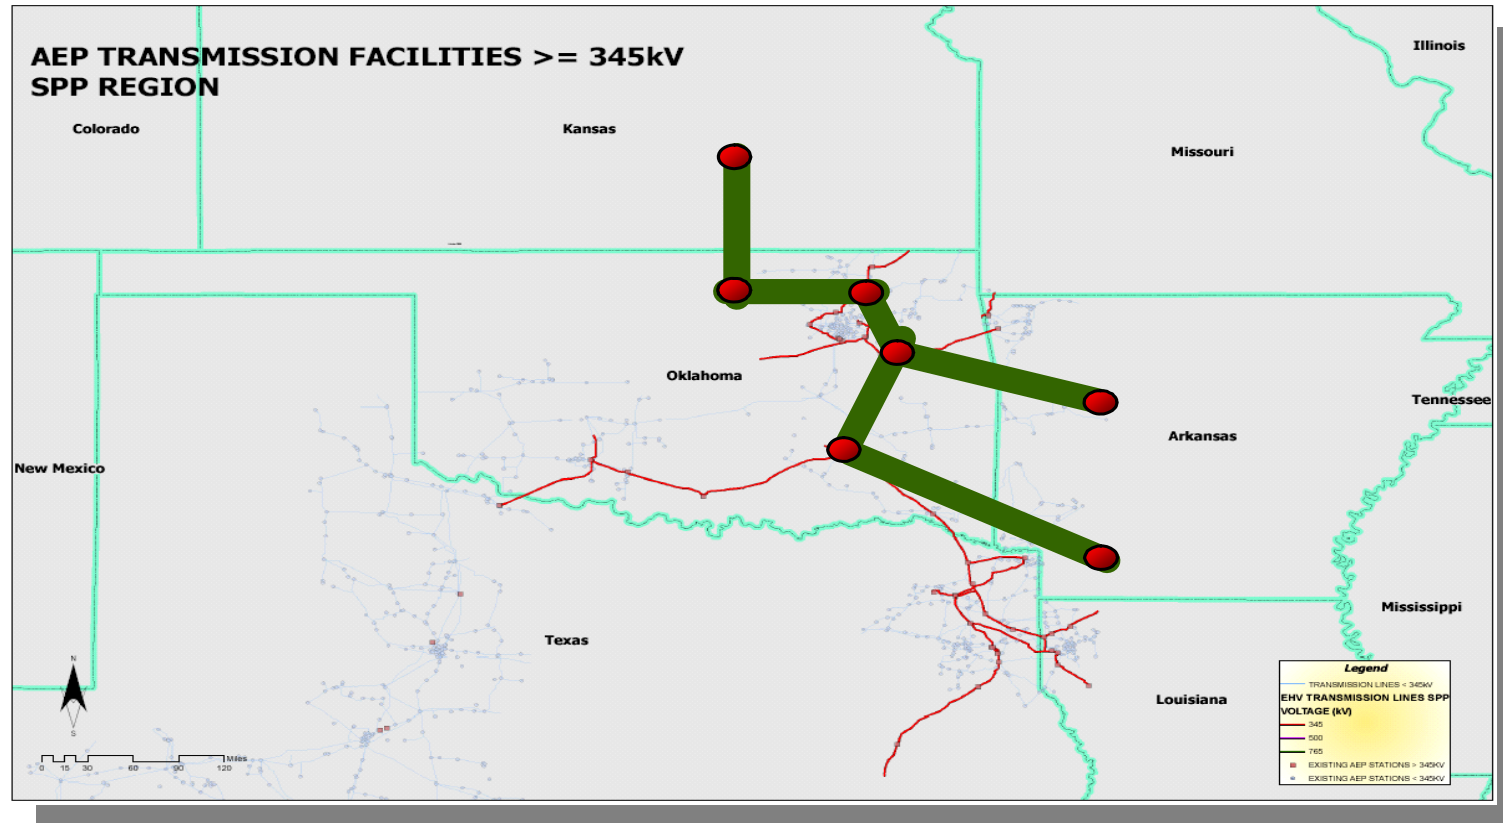 AEP TRANSMISSION FACILITIES >= 345kV
SPP REGION
Illinois
Colorado
Kansas
Missouri
Oklahoma
Tennessee
Arkansas
New Mexico
Mississippi
Texas
Louisiana
N
S
Miles
0 15 30 60 90 120
Legend
TRANSMISSION LINES < 345kV
EHV TRANSMISSION LINES SPP
VOLTAGE (kV)
345
500
765
EXISTING AEP STATIONS > 345KV
EXISTING AEP STATIONS < 345KV